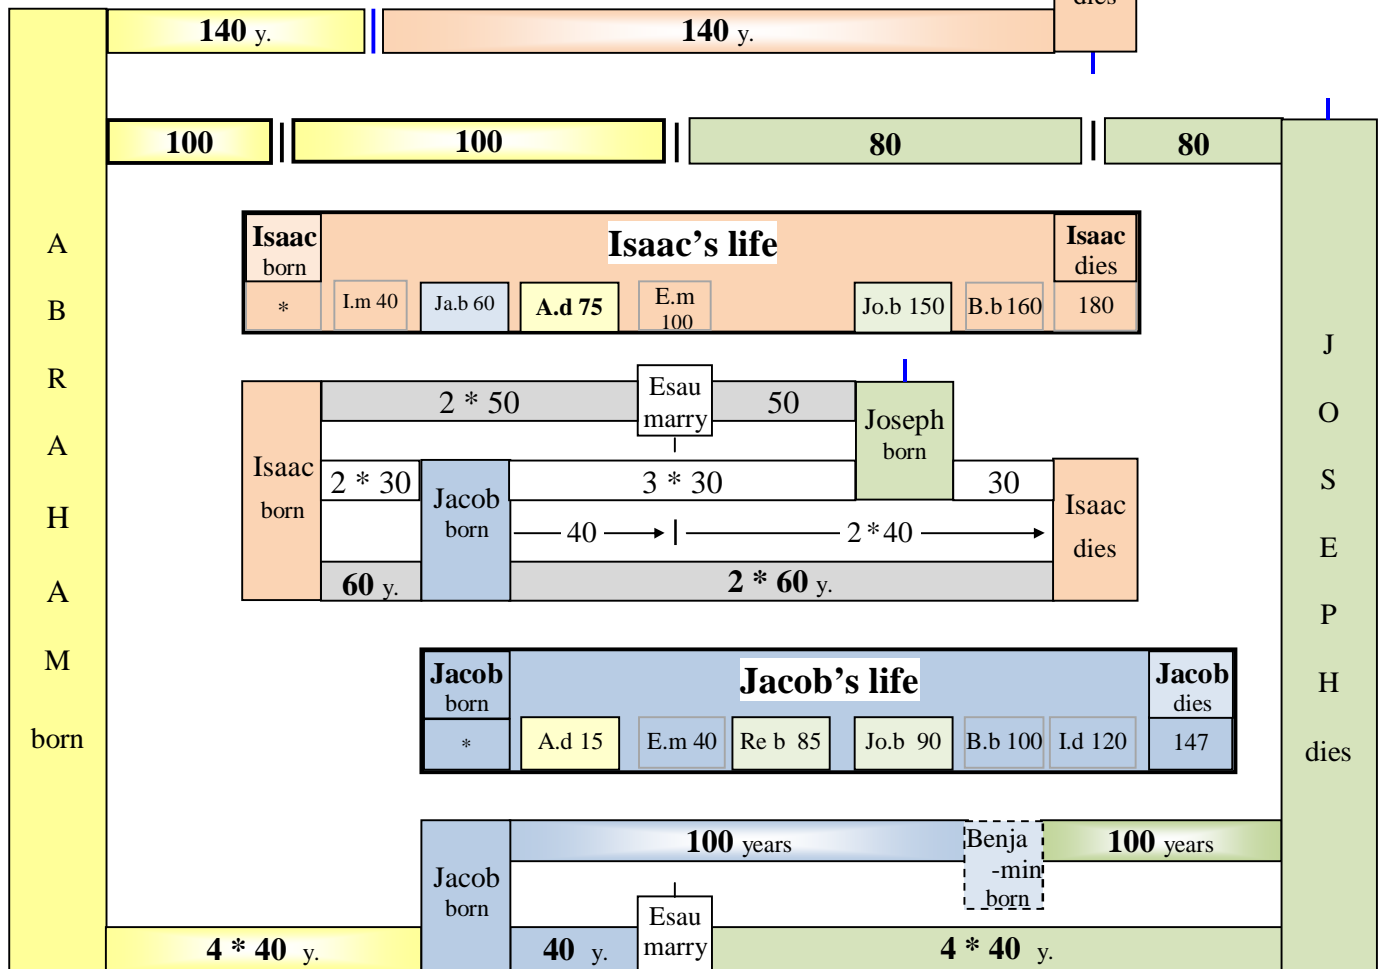 dies
140 y.
140 y.
100
100
80
80
A
B
R
A
H
A
M
born
J
O
S
E
P
H
dies
Isaac
born
Isaac's life
Isaac
dies
*
I.m 40
Ja.b 60
A.d 75
E.m
100
Jo.b 150
B.b 160
180
2 * 50
Esau
marry
50
Joseph
born
Isaac
born
2 * 30
Jacob
born
3 * 30
30
Isaac
dies
40
2*40
60 y.
2 * 60 y.
Jacob
born
Jacob's life
Jacob
dies
*
A.d 15
E.m 40
Re b 85
Jo.b 90
B.b 100
I.d 120
147
Jacob
born
100 years
Benja
-min
born
100 years
Esau
marry
4 * 40 y.
40 y.
4 * 40 y.